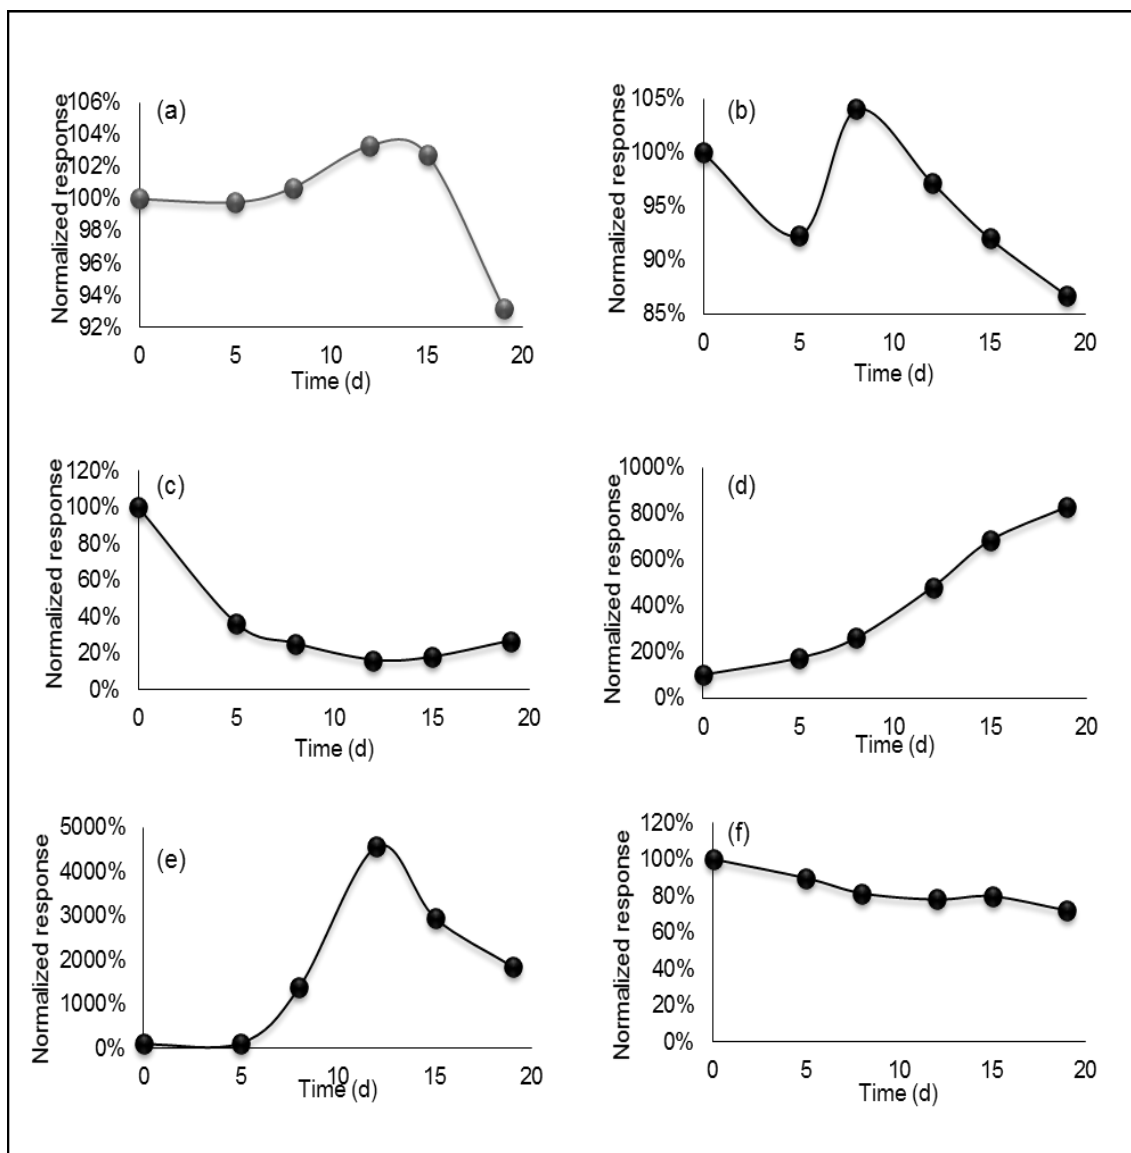 (a)
Normalized response
106%
104%
102%
100%
98%
96%
94%
92%
0 5 10 15 20
Time (d)
(b)
Normalized response
105%
100%
95%
90%
85%
0 5 10 15 20
Time (d)
(c)
Normalized response
120%
100%
80%
60%
40%
20%
0%
0 5 10 15 20
Time (d)
(d)
Normalized response
1000%
800%
600%
400%
200%
0%
0 5 10 15 20
Time (d)
(e)
Normalized response
5000%
4000%
3000%
2000%
1000%
0%
0 5 10 15 20
Time (d)
(f)
Normalized response
120%
100%
80%
60%
40%
20%
0%
0 5 10 15 20
Time (d)